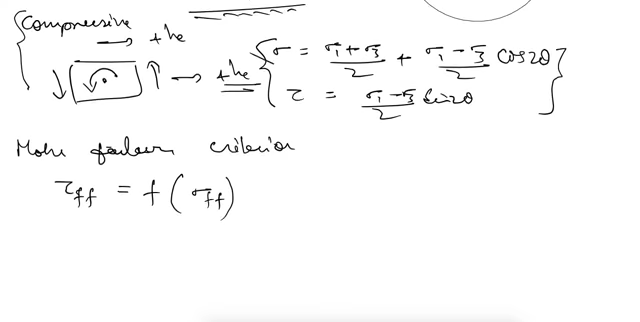 Compressive → +ve
↓ ↑ → +ve
σ = σ₁+σ₃/2 + σ₁-σ₃/2 cos2θ
τ = σ₁-σ₃/2 sin2θ
Mohr failure criterion
τff = f(σff)